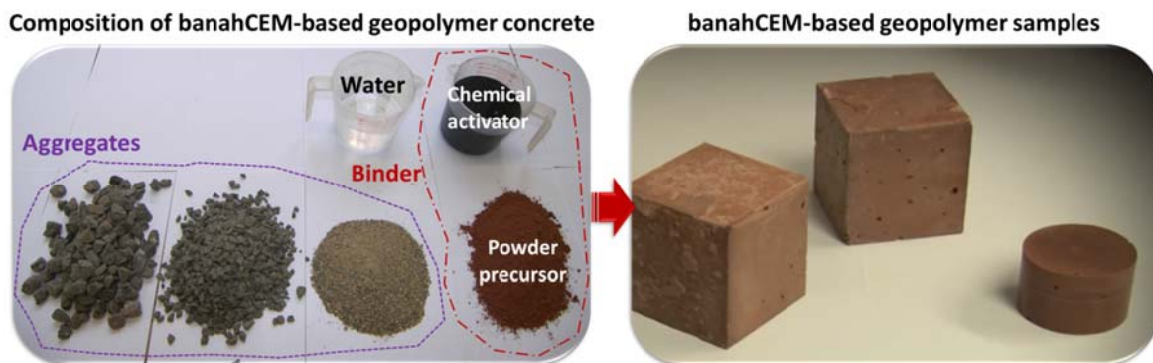 Composition of banahCEM-based geopolymer concrete
banahCEM-based geopolymer samples
Water
Chemical
activator
Aggregates
Binder
Powder
precursor